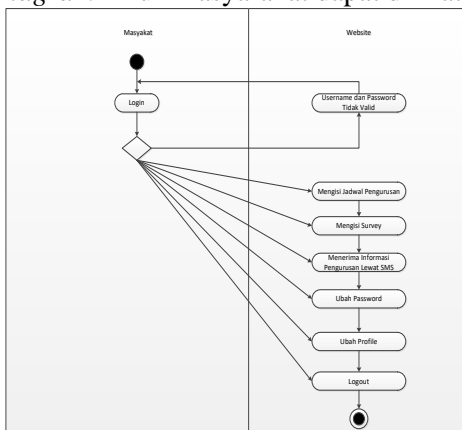 Masyakat
Website
Login
Username dan Password
Tidak Valid
Mengisi Jadwal Pengurusan
Mengisi Survey
Menerima Informasi
Pengurusan Lewat SMS
Ubah Password
Ubah Profile
Logout